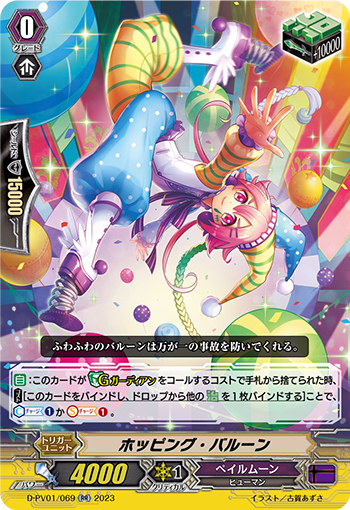 0
グレード
+10000
15000
シールド
ふわふわのバルーンは万が一の事故を防いでくれる。
:このカードがGガーディアンをコールするコストで手札から捨てられた時、
【このカードをバインドし、ドロップから他の治を1枚バインドする】ことで、
Cチャージ(1)かSチャージ(1)。
トリガー
ユニット
ホッピング・バルーン
パワー
4000
1
クリティカル
ペイルムーン
ヒューマン
D-PV01/069 RR 2023
イラスト/古賀あずさ